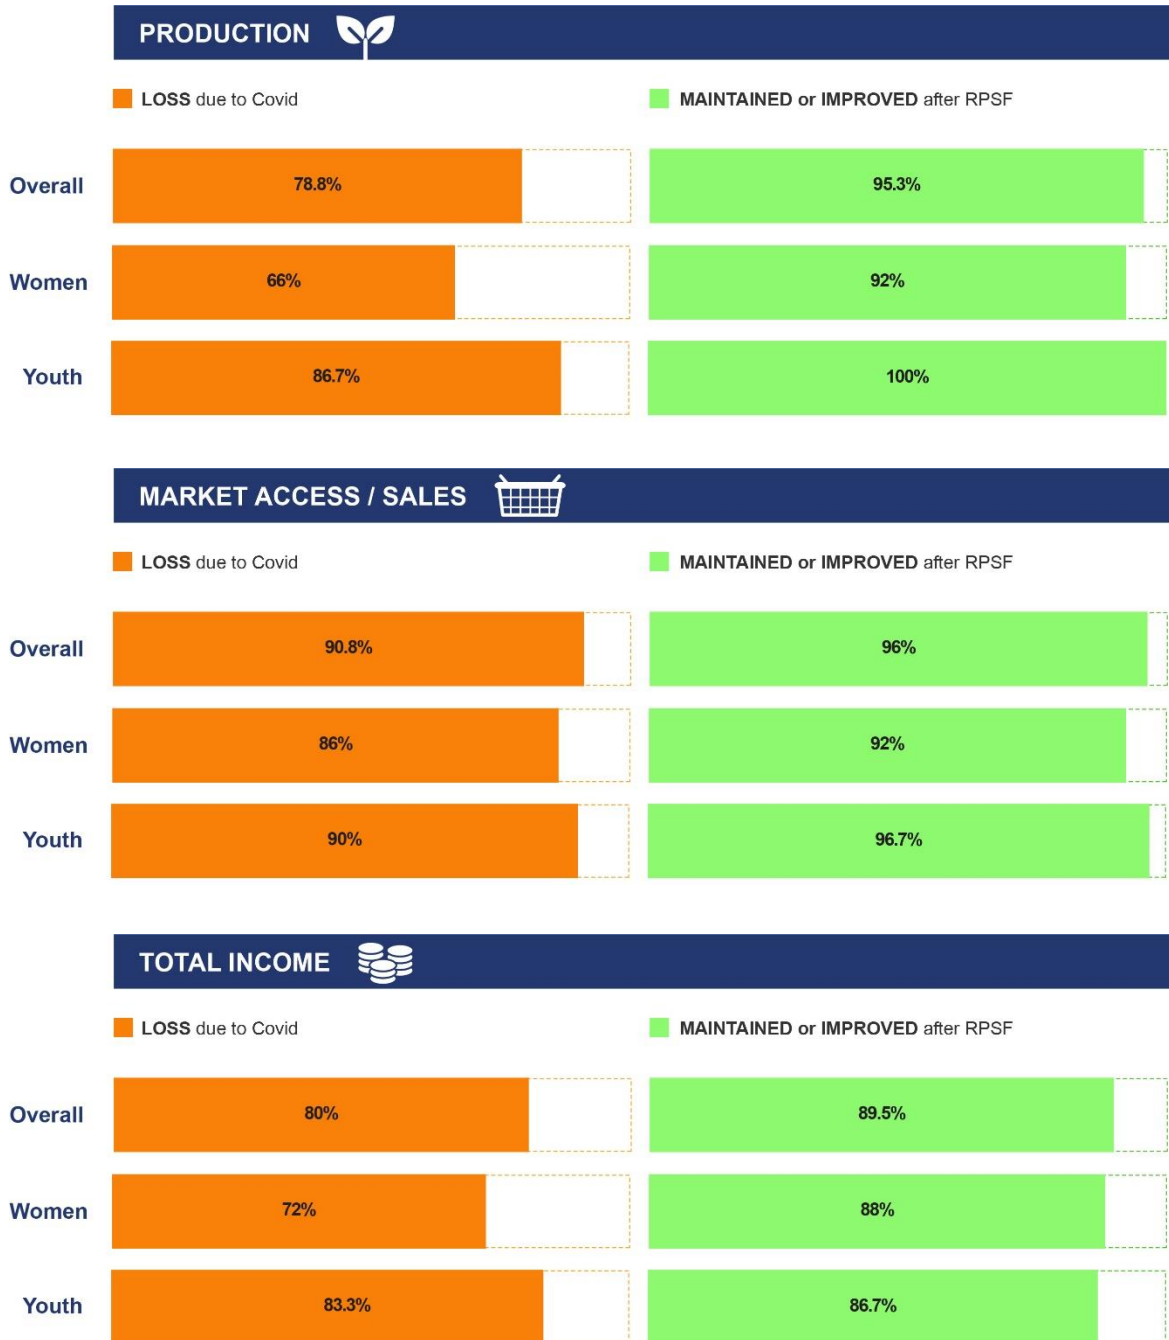 PRODUCTION
LOSS due to Covid
MAINTAINED or IMPROVED after RPSF
Overall
78.8%
95.3%
Women
66%
92%
Youth
86.7%
100%
MARKET ACCESS / SALES
LOSS due to Covid
MAINTAINED or IMPROVED after RPSF
Overall
90.8%
96%
Women
86%
92%
Youth
90%
96.7%
TOTAL INCOME
LOSS due to Covid
MAINTAINED or IMPROVED after RPSF
Overall
80%
89.5%
Women
72%
88%
Youth
83.3%
86.7%